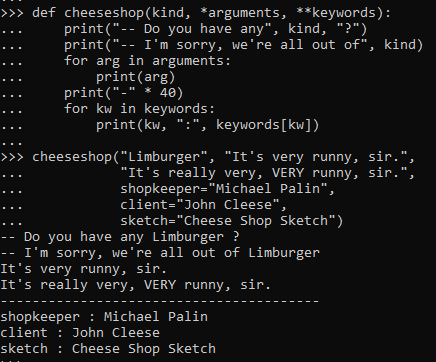 >>> def cheeseshop(kind, *arguments, **keywords):
...     print("-- Do you have any", kind, "?")
...     print("-- I'm sorry, we're all out of", kind)
...     for arg in arguments:
...         print(arg)
...     print("-" * 40)
...     for kw in keywords:
...         print(kw, ":", keywords[kw])
...
>>> cheeseshop("Limburger", "It's very runny, sir.",
...            "It's really very, VERY runny, sir.",
...            shopkeeper="Michael Palin",
...            client="John Cleese",
...            sketch="Cheese Shop Sketch")
-- Do you have any Limburger ?
-- I'm sorry, we're all out of Limburger
It's very runny, sir.
It's really very, VERY runny, sir.
----------------------------------------
shopkeeper : Michael Palin
client : John Cleese
sketch : Cheese Shop Sketch